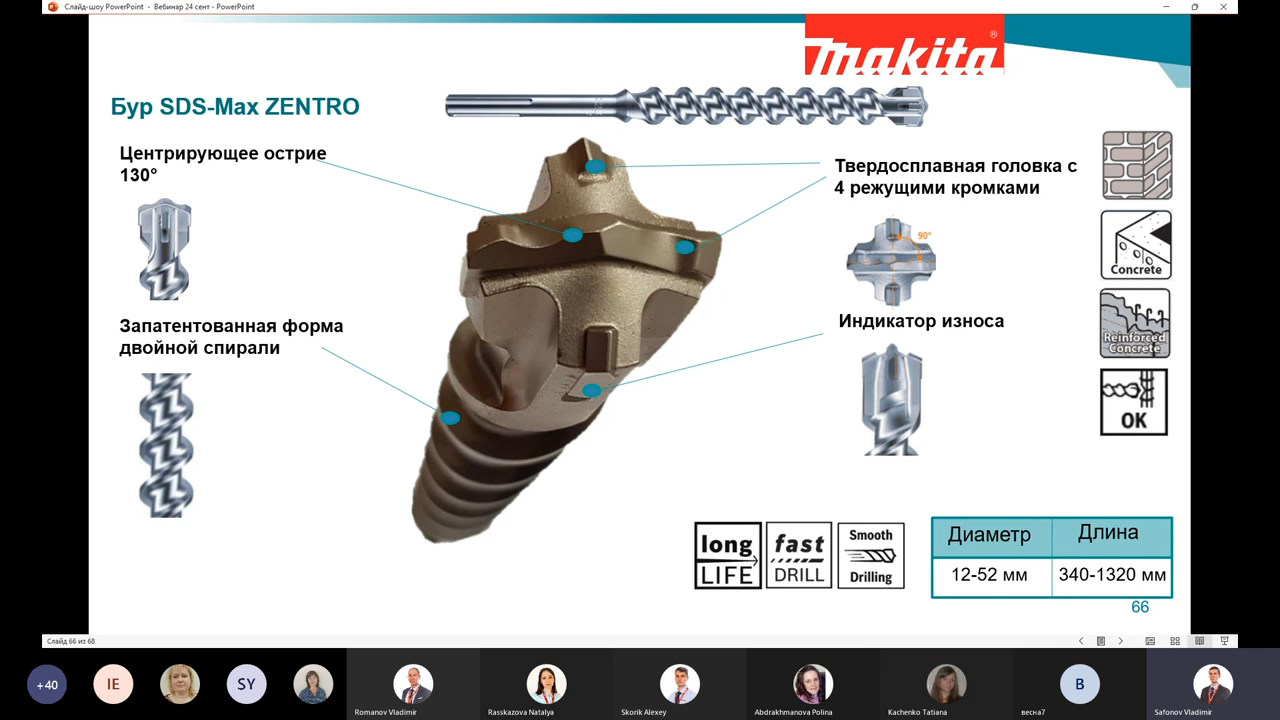 Слайд-шоу PowerPoint - Вебинар 24 сент - PowerPoint
makita ®
Бур SDS-Max ZENTRO
Центрирующее острие
130°
Твердосплавная головка с
4 режущими кромками
90°
Concrete
Запатентованная форма
двойной спирали
Индикатор износа
Reinforced
Concrete
OK
long
LIFE
fast
DRILL
Smooth
Drilling
Диаметр
Длина
12-52 мм
340-1320 мм
66
Слайд 66 из 68
+40
IE
SY
B
Romanov Vladimir
Rasskazova Natalya
Skorik Alexey
Abdrakhmanova Polina
Kachenko Tatiana
весна7
Safonov Vladimir